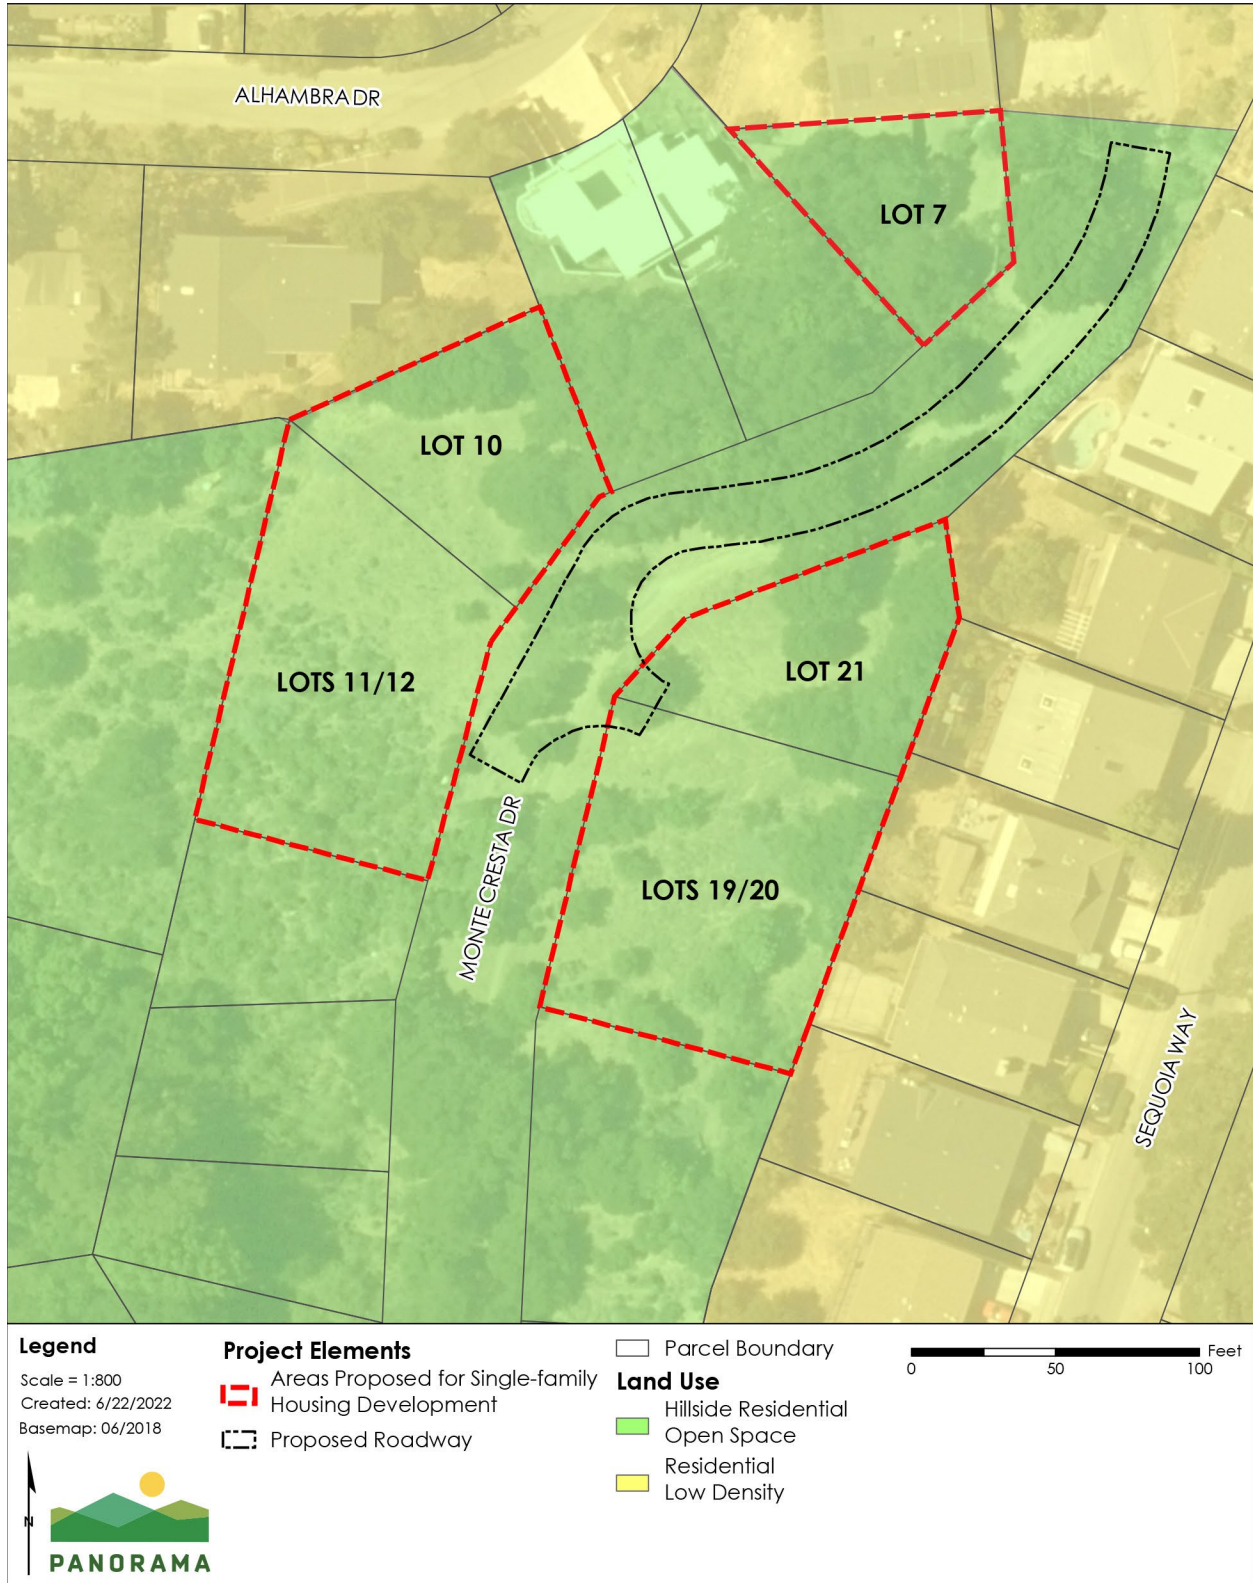 ALHAMBRA DR
LOT 7
LOT 10
LOTS 11/12
LOT 21
LOTS 19/20
MONTE CRESTA DR
SEQUOIA WAY
Legend
Scale = 1:800
Created: 6/22/2022
Basemap: 06/2018
N
PANORAMA
Project Elements
Areas Proposed for Single-family
Housing Development
Proposed Roadway
Parcel Boundary
Land Use
Hillside Residential
Open Space
Residential
Low Density
Feet
0 50 100